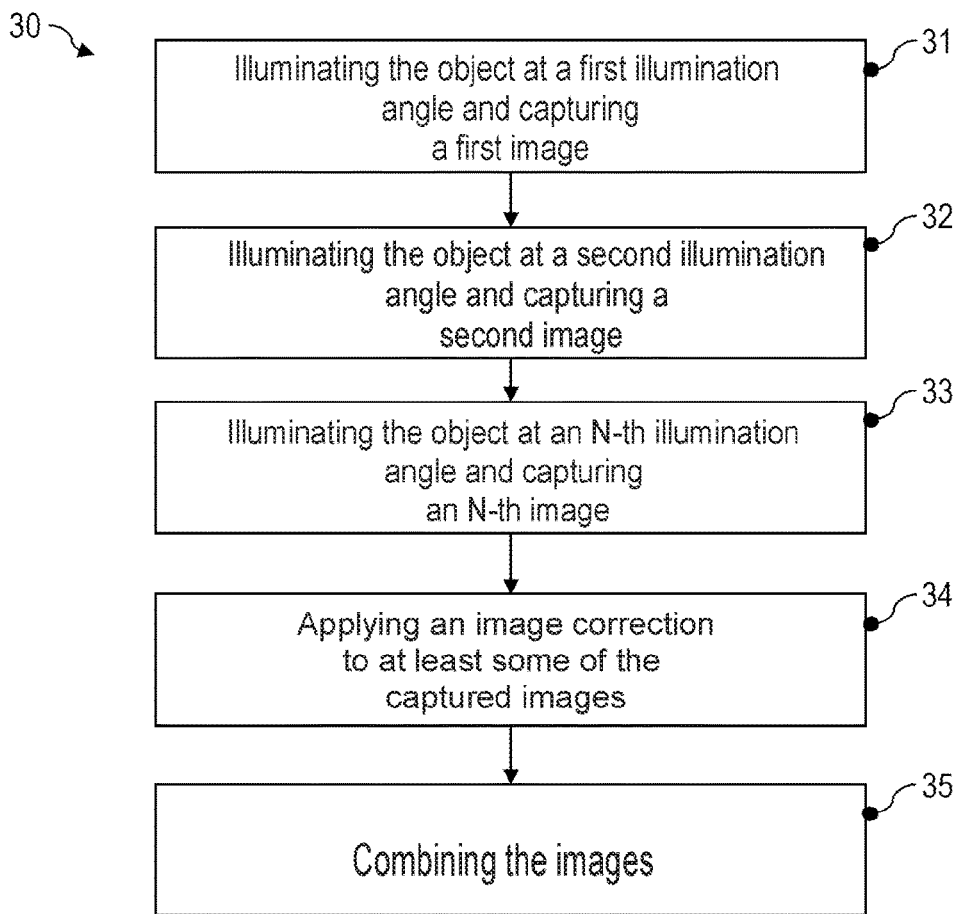 30
31
Illuminating the object at a first illumination
angle and capturing
a first image
32
Illuminating the object at a second illumination
angle and capturing a
second image
33
Illuminating the object at an N-th illumination
angle and capturing
an N-th image
34
Applying an image correction
to at least some of the
captured images
35
Combining the images